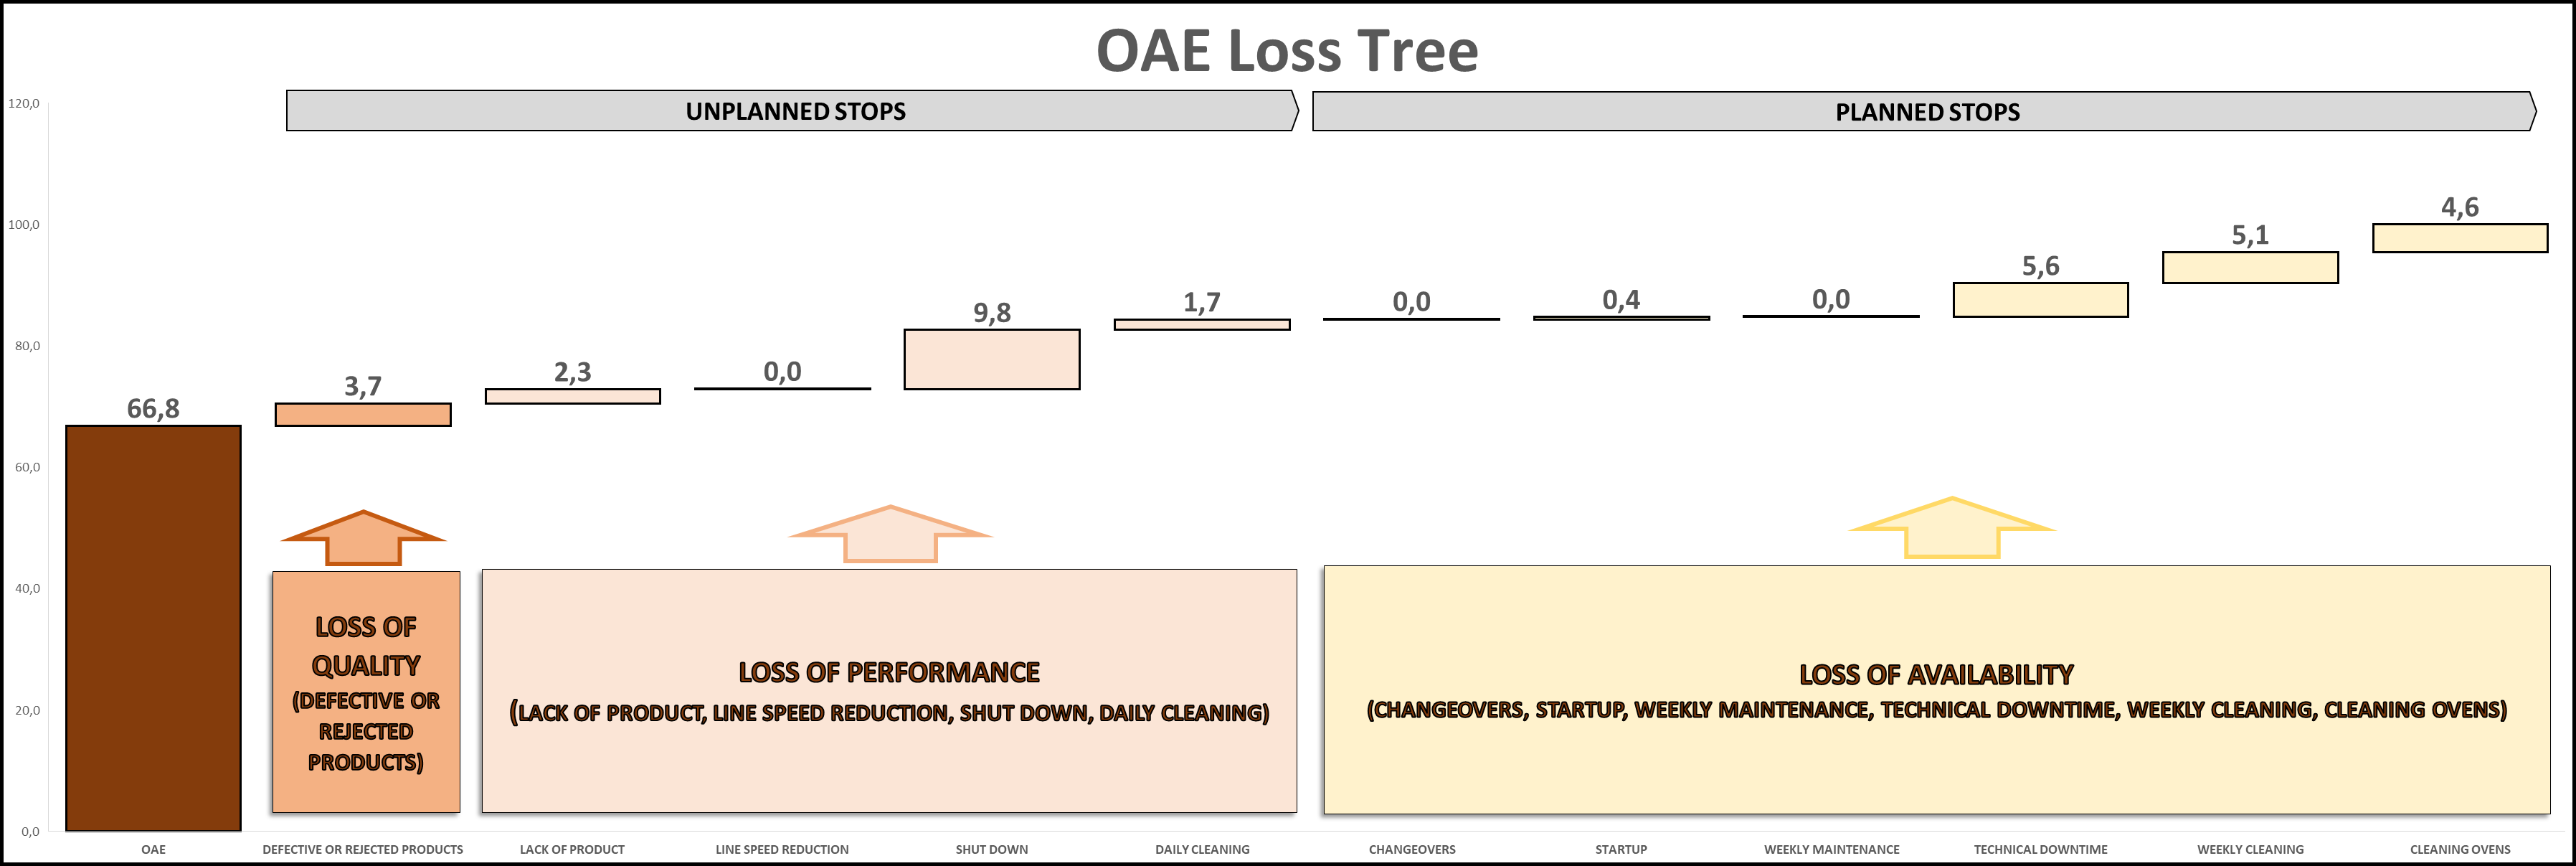 OAE Loss Tree
UNPLANNED STOPS
PLANNED STOPS
120,0
100,0
80,0
60,0
40,0
20,0
0,0
66,8
3,7
2,3
0,0
9,8
1,7
0,0
0,4
0,0
5,6
5,1
4,6
LOSS OF
QUALITY
(DEFECTIVE OR
REJECTED
PRODUCTS)
LOSS OF PERFORMANCE
(LACK OF PRODUCT, LINE SPEED REDUCTION, SHUT DOWN, DAILY CLEANING)
LOSS OF AVAILABILITY
(CHANGEOVERS, STARTUP, WEEKLY MAINTENANCE, TECHNICAL DOWNTIME, WEEKLY CLEANING, CLEANING OVENS)
OAE
DEFECTIVE OR REJECTED PRODUCTS
LACK OF PRODUCT
LINE SPEED REDUCTION
SHUT DOWN
DAILY CLEANING
CHANGEOVERS
STARTUP
WEEKLY MAINTENANCE
TECHNICAL DOWNTIME
WEEKLY CLEANING
CLEANING OVENS